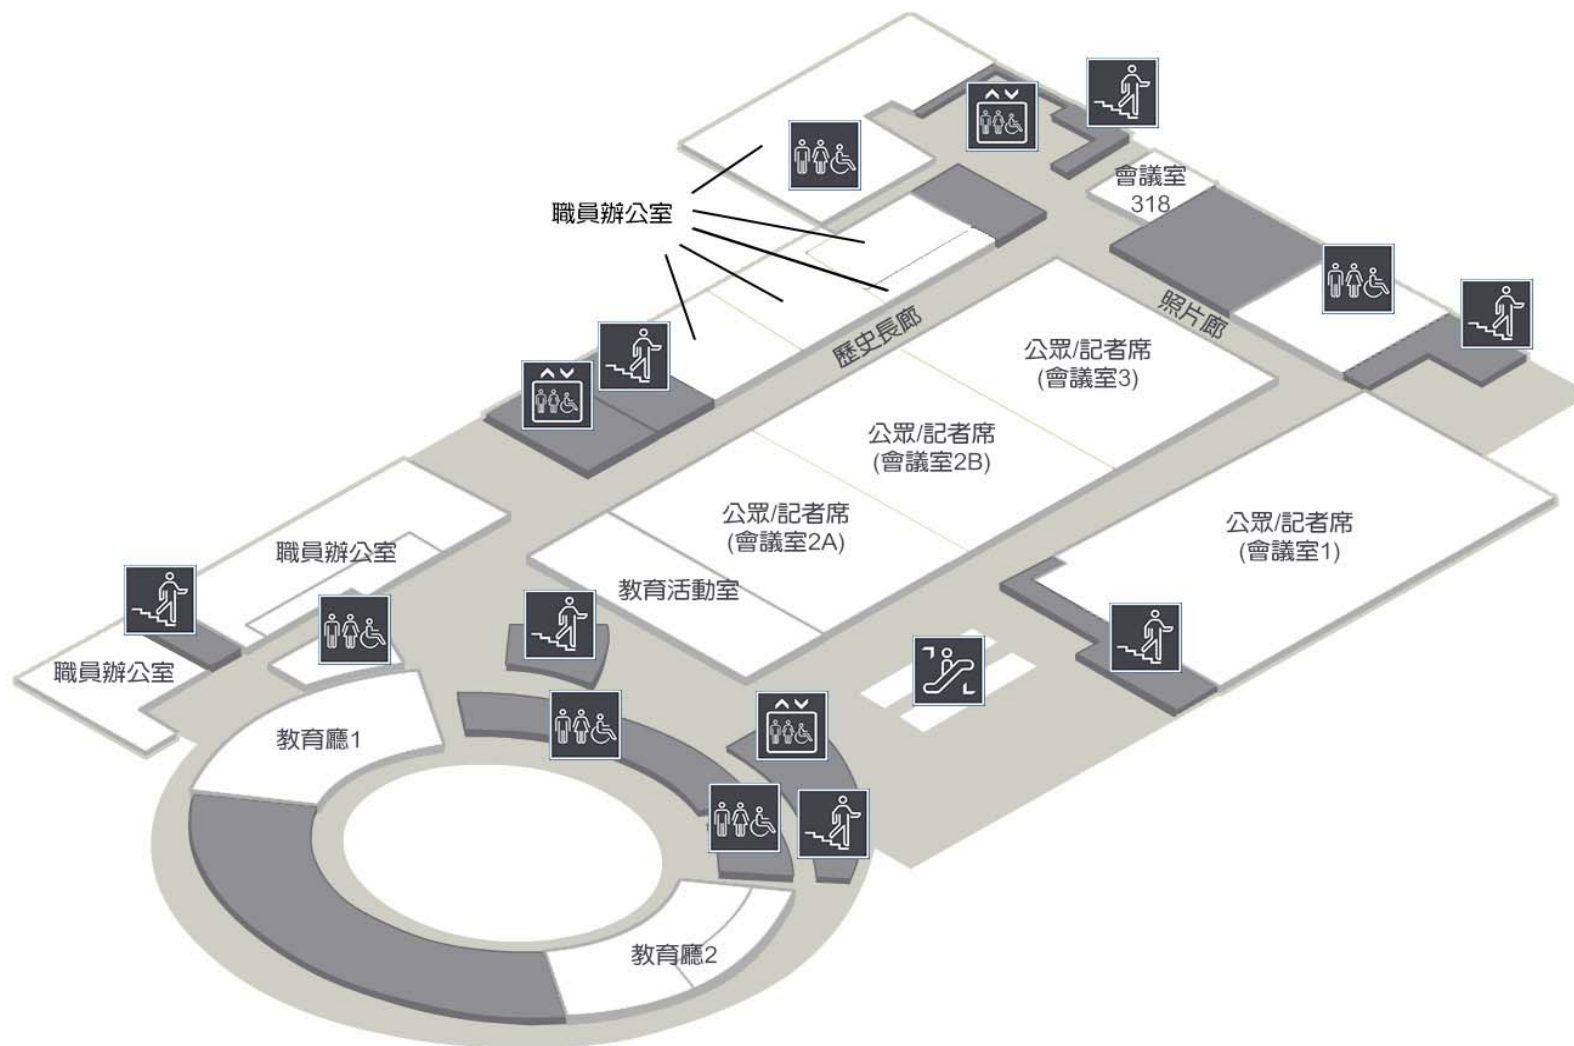 會議室
318
職員辦公室
照片廊
歷史長廊
公眾/記者席
(會議室3)
公眾/記者席
(會議室2B)
公眾/記者席
(會議室2A)
公眾/記者席
(會議室1)
職員辦公室
教育活動室
職員辦公室
教育廳1
教育廳2